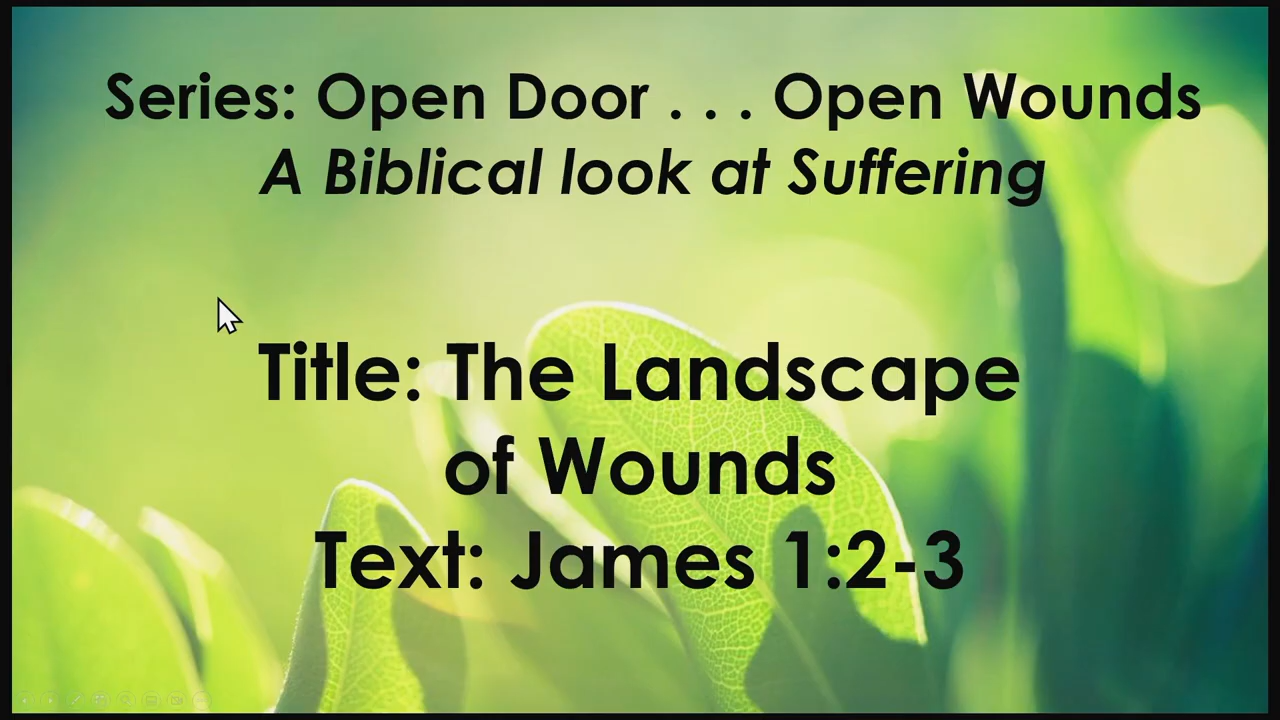 Series: Open Door . . . Open Wounds
A Biblical look at Suffering
Title: The Landscape
of Wounds
Text: James 1:2-3